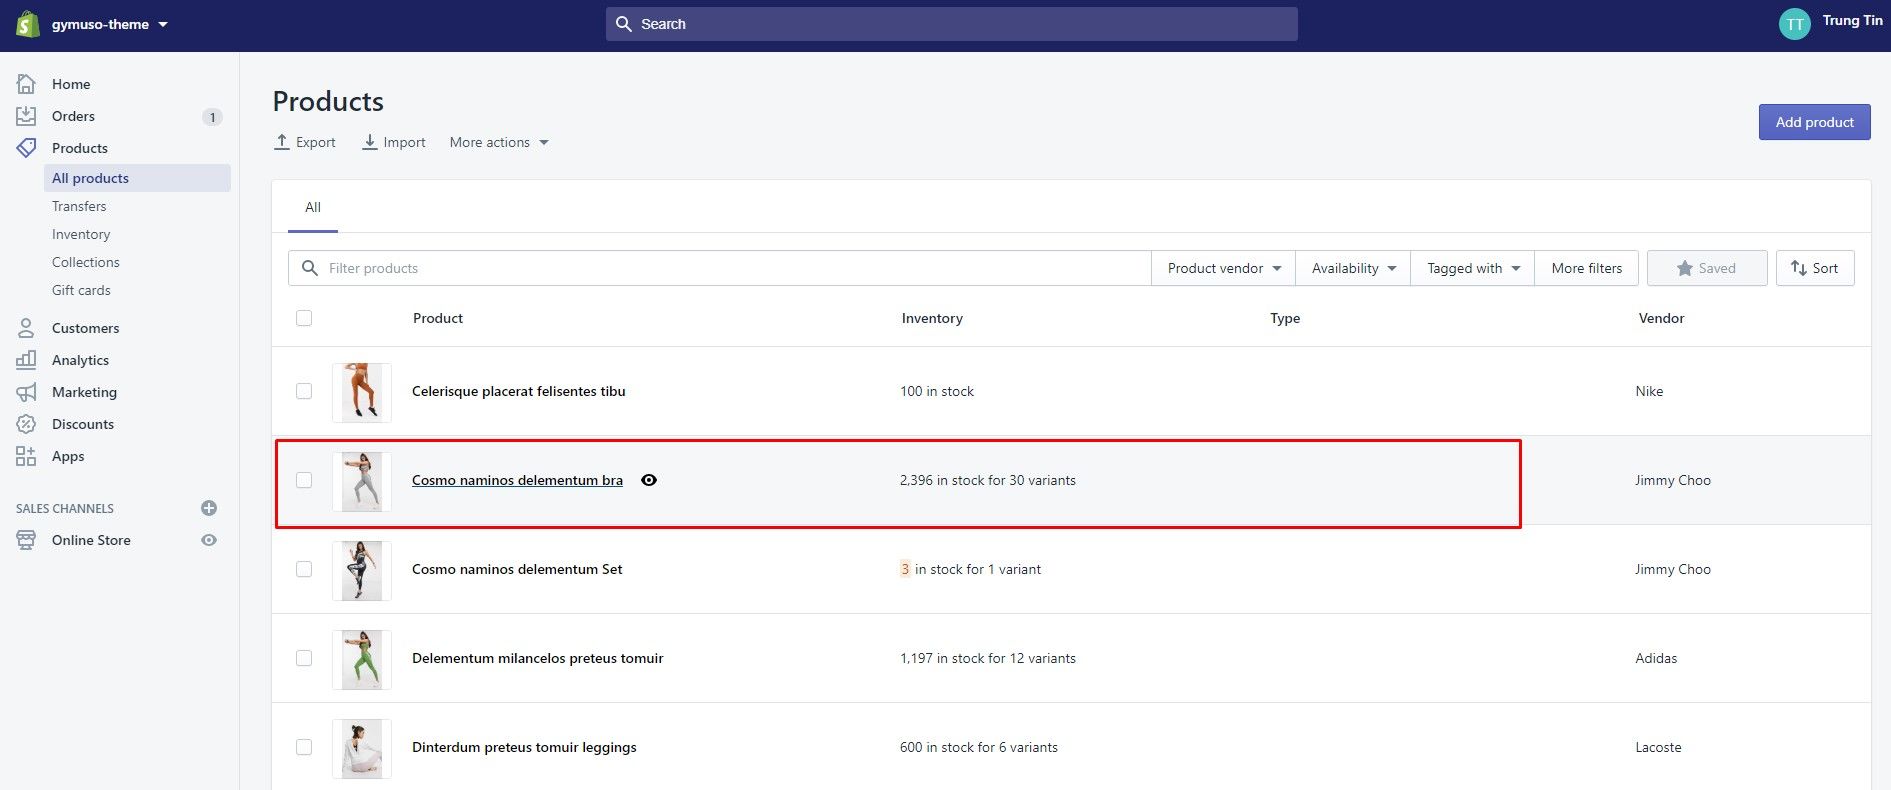 gymuso-theme
Search
TT
Trung Tin
Home
Orders 1
Products
All products
Transfers
Inventory
Collections
Gift cards
Customers
Analytics
Marketing
Discounts
Apps
SALES CHANNELS
Online Store
Products
Export Import More actions
Add product
All
Filter products Product vendor Availability Tagged with More filters Saved Sort
Product Inventory Type Vendor
Celerisque placerat felisentes tibu 100 in stock Nike
Cosmo naminos delementum bra 2,396 in stock for 30 variants Jimmy Choo
Cosmo naminos delementum Set 3 in stock for 1 variant Jimmy Choo
Delementum milancelos preteus tomuir 1,197 in stock for 12 variants Adidas
Dinterdum preteus tomuir leggings 600 in stock for 6 variants Lacoste